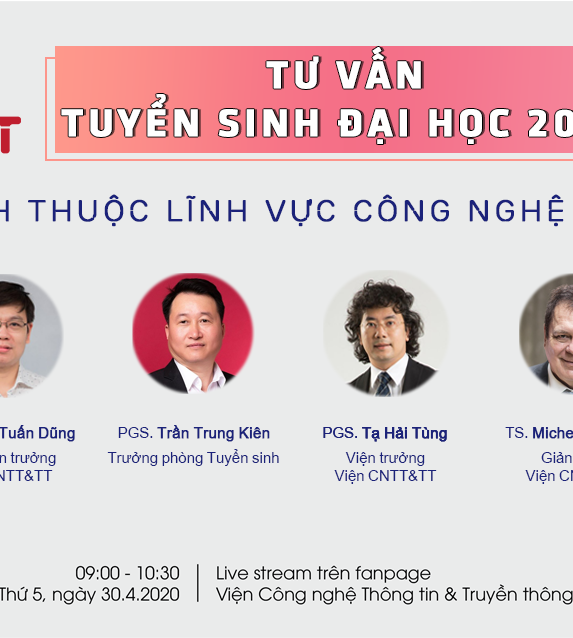 TƯ VẤN
TUYỂN SINH ĐẠI HỌC 20
H THUỘC LĨNH VỰC CÔNG NGHỆ
Tuấn Dũng
n trưởng
NTT&TT
PGS. Trần Trung Kiên
Trưởng phòng Tuyển sinh
PGS. Tạ Hải Tùng
Viện trưởng
Viện CNTT&TT
TS. Miche
Giản
Viện CN
09:00 - 10:30
Thứ 5, ngày 30.4.2020
Live stream trên fanpage
Viện Công nghệ Thông tin & Truyền thông